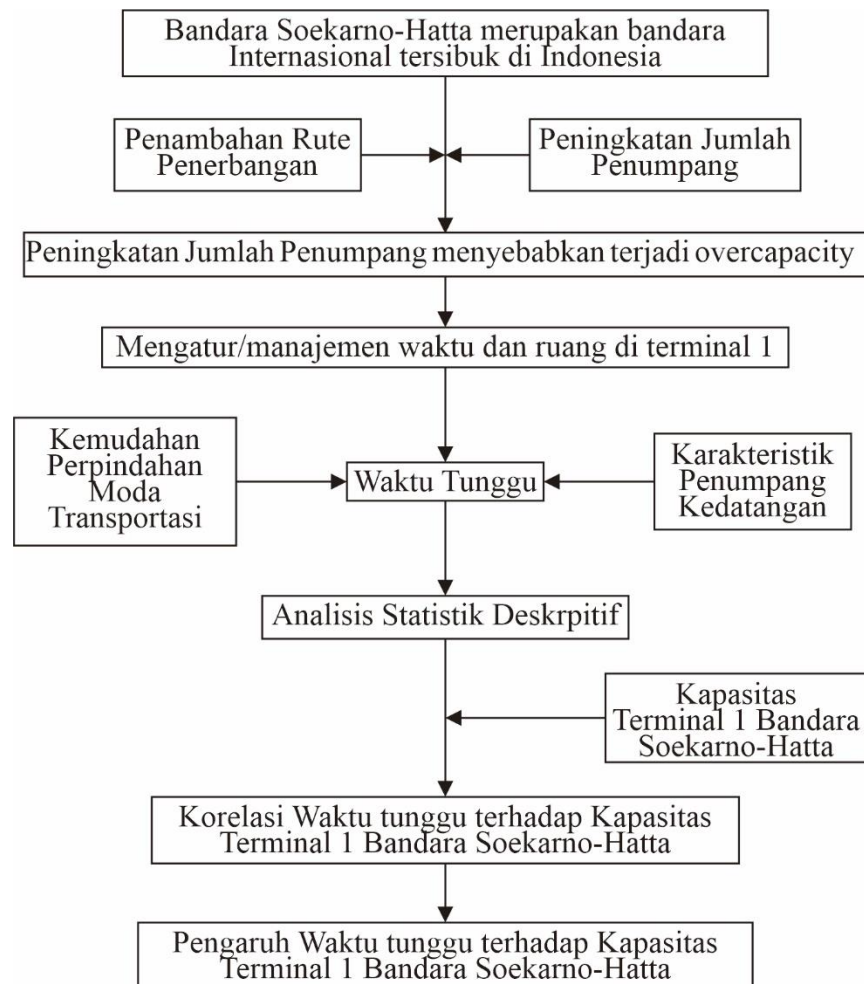 Bandara Soekarno-Hatta merupakan bandara
Internasional tersibuk di Indonesia
Penambahan Rute
Penerbangan
Peningkatan Jumlah
Penumpang
Peningkatan Jumlah Penumpang menyebabkan terjadi overcapacity
Mengatur/manajemen waktu dan ruang di terminal 1
Kemudahan
Perpindahan
Moda
Transportasi
Waktu Tunggu
Karakteristik
Penumpang
Kedatangan
Analisis Statistik Deskrpitif
Kapasitas
Terminal 1 Bandara
Soekarno-Hatta
Korelasi Waktu tunggu terhadap Kapasitas
Terminal 1 Bandara Soekarno-Hatta
Pengaruh Waktu tunggu terhadap Kapasitas
Terminal 1 Bandara Soekarno-Hatta